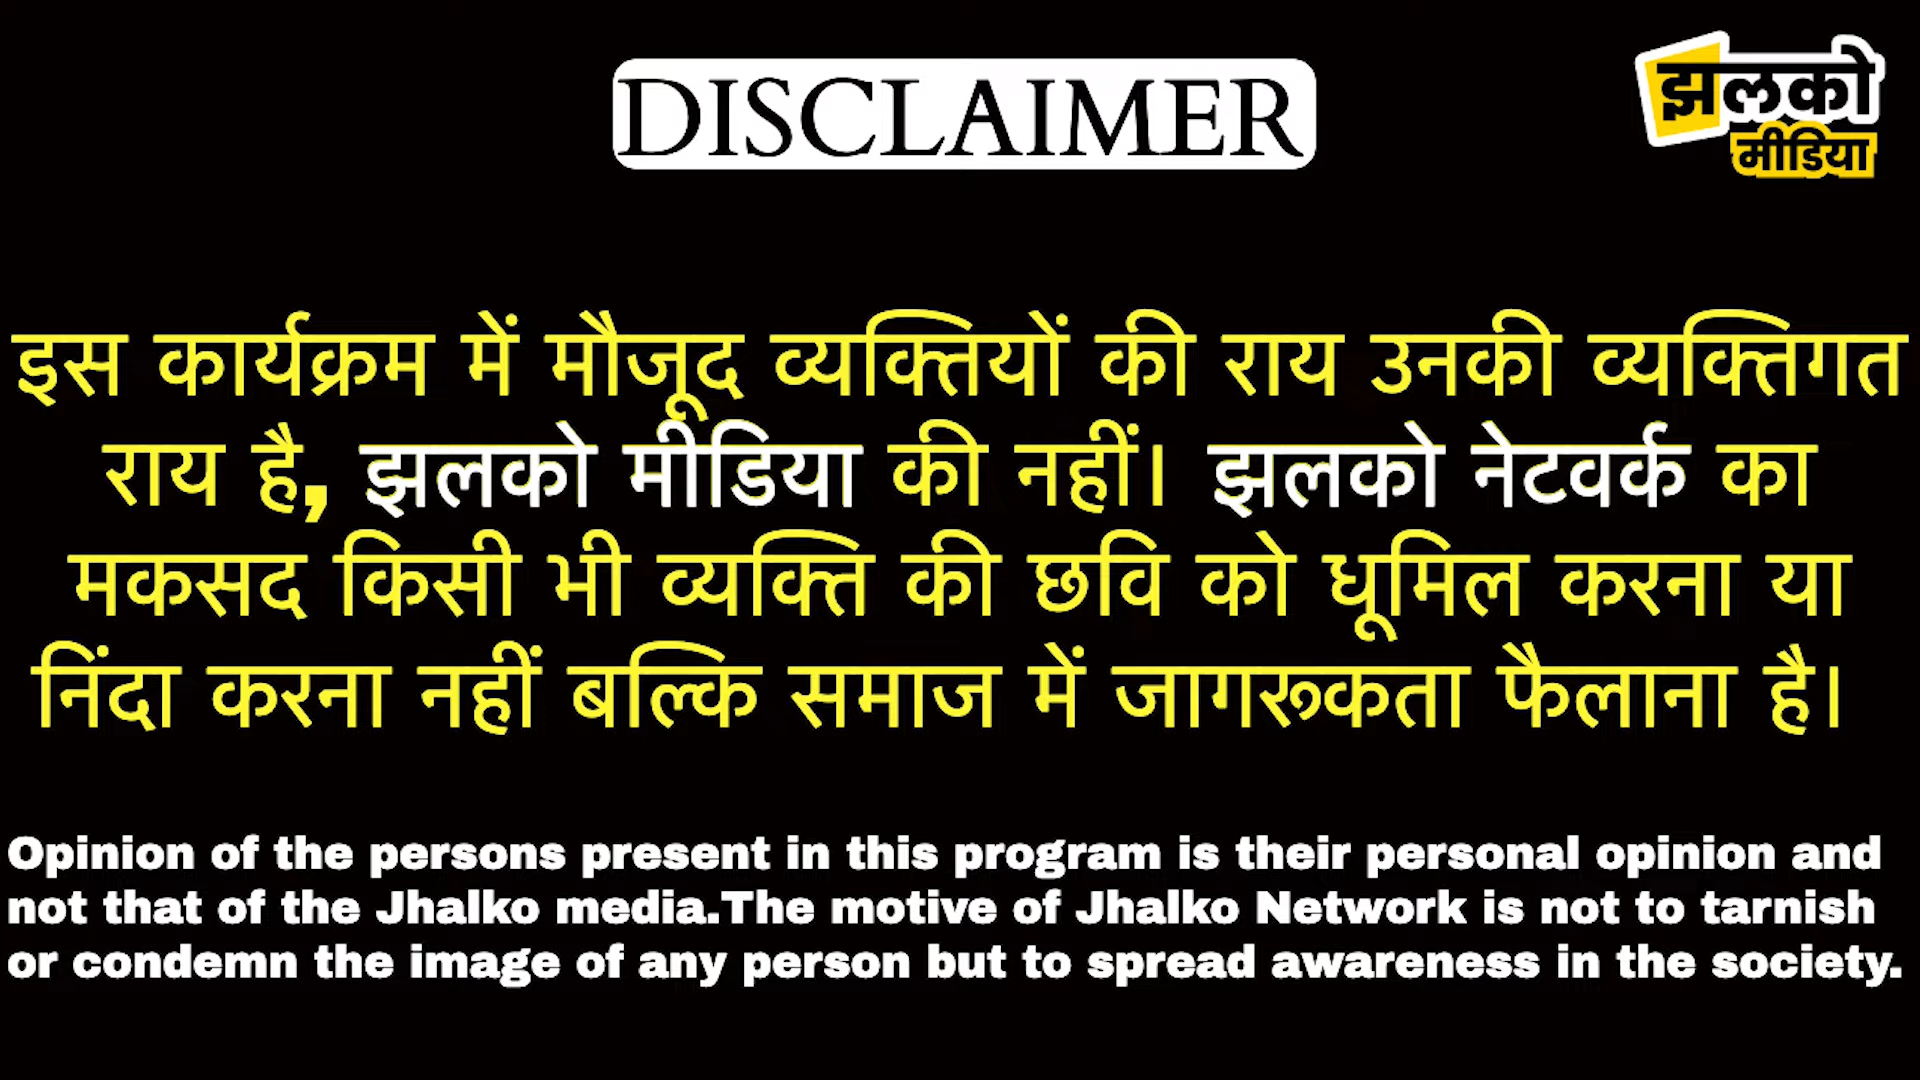 DISCLAIMER
झलको
मीडिया
इस कार्यक्रम में मौजूद व्यक्तियों की राय उनकी व्यक्तिगत
राय है, झलको मीडिया की नहीं। झलको नेटवर्क का
मकसद किसी भी व्यक्ति की छवि को धूमिल करना या
निंदा करना नहीं बल्कि समाज में जागरूकता फैलाना है।
Opinion of the persons present in this program is their personal opinion and
not that of the Jhalko media.The motive of Jhalko Network is not to tarnish
or condemn the image of any person but to spread awareness in the society.